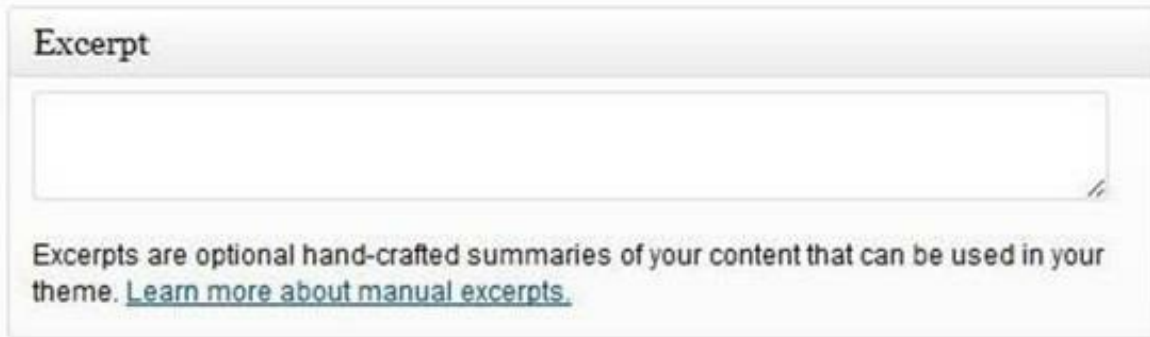 Excerpt
Excerpts are optional hand-crafted summaries of your content that can be used in your
theme. Learn more about manual excerpts.